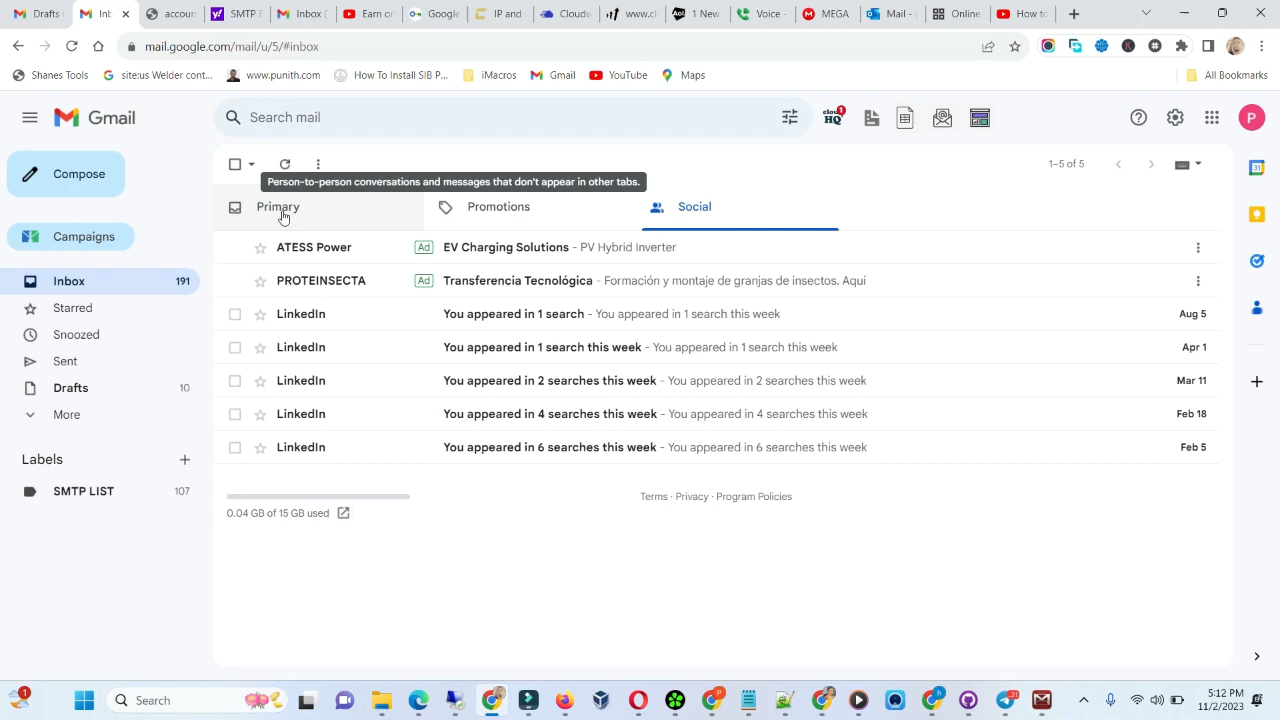 Drafts
In
accoun
SMTP E
Inbox (
Earn or
Google
IP and
Cloudw
www
1 New
Voice -
MEGA
Mail -
Online
How to
mail.google.com/mail/u/5/#inbox
Shanes Tools
site:us Welder cont...
www.punith.com
How To Install SIB P...
iMacros
Gmail
YouTube
Maps
All Bookmarks
Gmail
Search mail
cloud HQ 1
P
Compose
1–5 of 5
Person-to-person conversations and messages that don't appear in other tabs.
Primary
Promotions
Social
Campaigns
ATESS Power Ad EV Charging Solutions - PV Hybrid Inverter
Inbox 191
PROTEINSECTA Ad Transferencia Tecnológica - Formación y montaje de granjas de insectos. Aquí
Starred
LinkedIn You appeared in 1 search - You appeared in 1 search this week Aug 5
Snoozed
LinkedIn You appeared in 1 search this week - You appeared in 1 search this week Apr 1
Sent
LinkedIn You appeared in 2 searches this week - You appeared in 2 searches this week Mar 11
Drafts 10
More
LinkedIn You appeared in 4 searches this week - You appeared in 4 searches this week Feb 18
LinkedIn You appeared in 6 searches this week - You appeared in 6 searches this week Feb 5
Labels
SMTP LIST 107
Terms · Privacy · Program Policies
0.04 GB of 15 GB used
Search
5:12 PM
11/2/2023